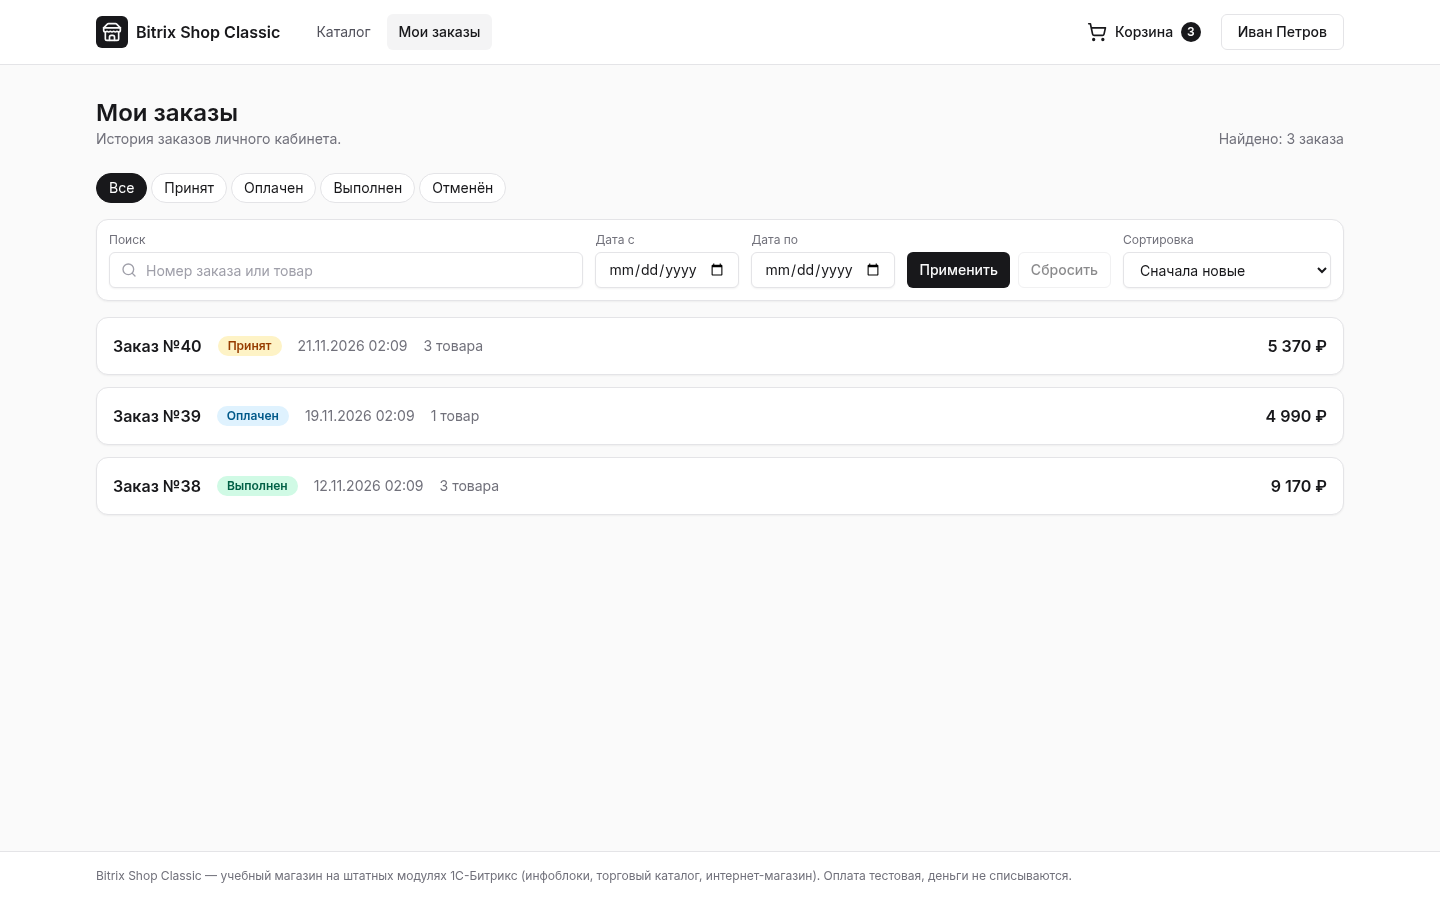 Bitrix Shop Classic Каталог Мои заказы Корзина 3 Иван Петров
Мои заказы
История заказов личного кабинета. Найдено: 3 заказа
Все Принят Оплачен Выполнен Отменён
Поиск Дата с Дата по Сортировка
Номер заказа или товар mm/dd/yyyy mm/dd/yyyy Применить Сбросить Сначала новые
Заказ №40 Принят 21.11.2026 02:09 3 товара 5 370 ₽
Заказ №39 Оплачен 19.11.2026 02:09 1 товар 4 990 ₽
Заказ №38 Выполнен 12.11.2026 02:09 3 товара 9 170 ₽
Bitrix Shop Classic — учебный магазин на штатных модулях 1С-Битрикс (инфоблоки, торговый каталог, интернет-магазин). Оплата тестовая, деньги не списываются.